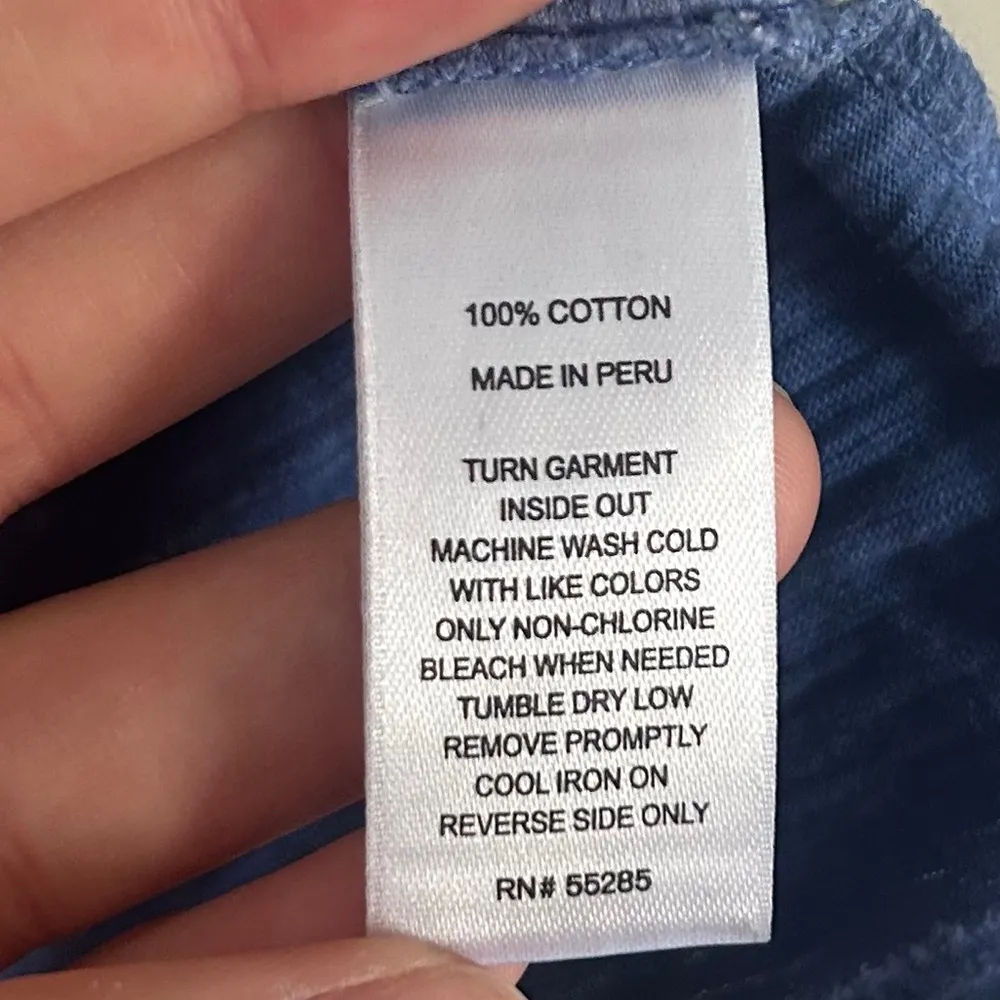 100% COTTON
MADE IN PERU
TURN GARMENT
INSIDE OUT
MACHINE WASH COLD
WITH LIKE COLORS
ONLY NON-CHLORINE
BLEACH WHEN NEEDED
TUMBLE DRY LOW
REMOVE PROMPTLY
COOL IRON ON
REVERSE SIDE ONLY
RN# 55285